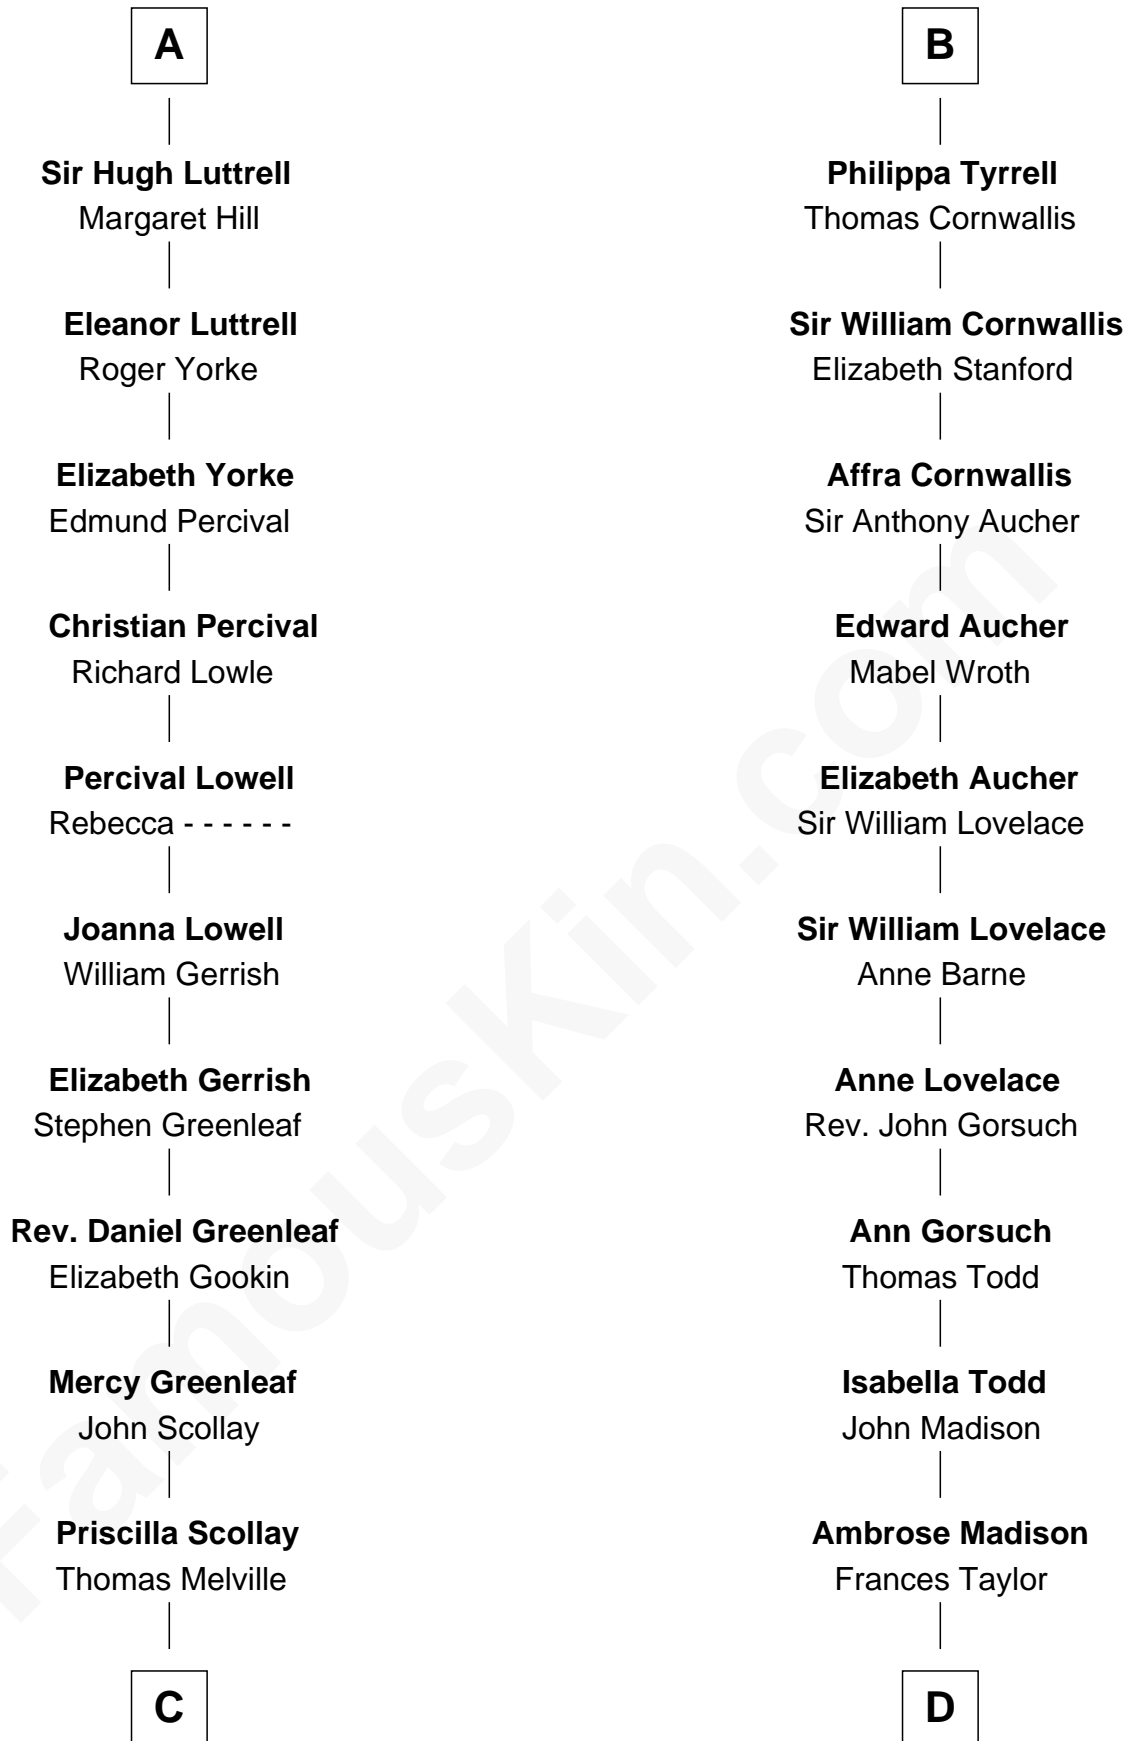 A
Sir Hugh Luttrell
Margaret Hill
Eleanor Luttrell
Roger Yorke
Elizabeth Yorke
Edmund Percival
Christian Percival
Richard Lowle
Percival Lowell
Rebecca - - - - - -
Joanna Lowell
William Gerrish
Elizabeth Gerrish
Stephen Greenleaf
Rev. Daniel Greenleaf
Elizabeth Gookin
Mercy Greenleaf
John Scollay
Priscilla Scollay
Thomas Melville
C
B
Philippa Tyrrell
Thomas Cornwallis
Sir William Cornwallis
Elizabeth Stanford
Affra Cornwallis
Sir Anthony Aucher
Edward Aucher
Mabel Wroth
Elizabeth Aucher
Sir William Lovelace
Sir William Lovelace
Anne Barne
Anne Lovelace
Rev. John Gorsuch
Ann Gorsuch
Thomas Todd
Isabella Todd
John Madison
Ambrose Madison
Frances Taylor
D
FamousKin.com